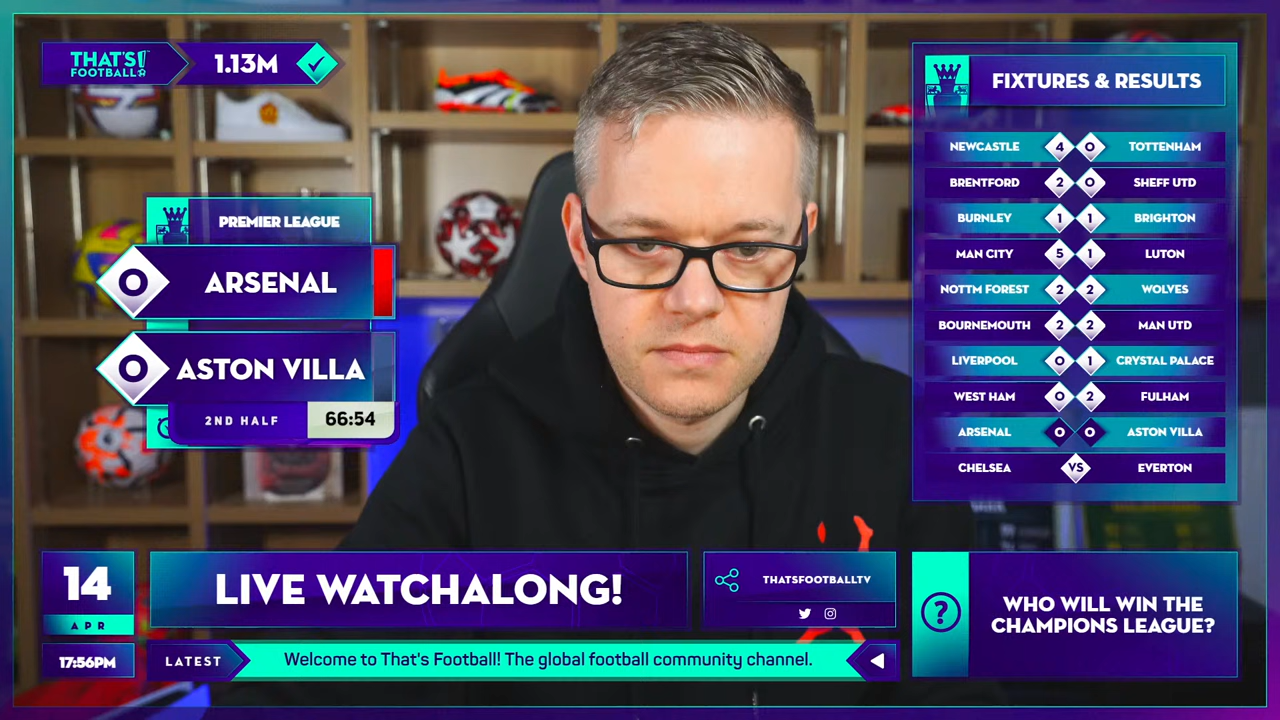 THAT'S!
FOOTBALL
1.13M
PREMIER LEAGUE
0 ARSENAL
0 ASTON VILLA
2ND HALF 66:54
FIXTURES & RESULTS
NEWCASTLE 4 0 TOTTENHAM
BRENTFORD 2 0 SHEFF UTD
BURNLEY 1 1 BRIGHTON
MAN CITY 5 1 LUTON
NOTTM FOREST 2 2 WOLVES
BOURNEMOUTH 2 2 MAN UTD
LIVERPOOL 0 1 CRYSTAL PALACE
WEST HAM 0 2 FULHAM
ARSENAL 0 0 ASTON VILLA
CHELSEA VS EVERTON
14
APR
17:56PM
LIVE WATCHALONG!
THATSFOOTBALLTV
LATEST
Welcome to That's Football! The global football community channel.
?
WHO WILL WIN THE
CHAMPIONS LEAGUE?